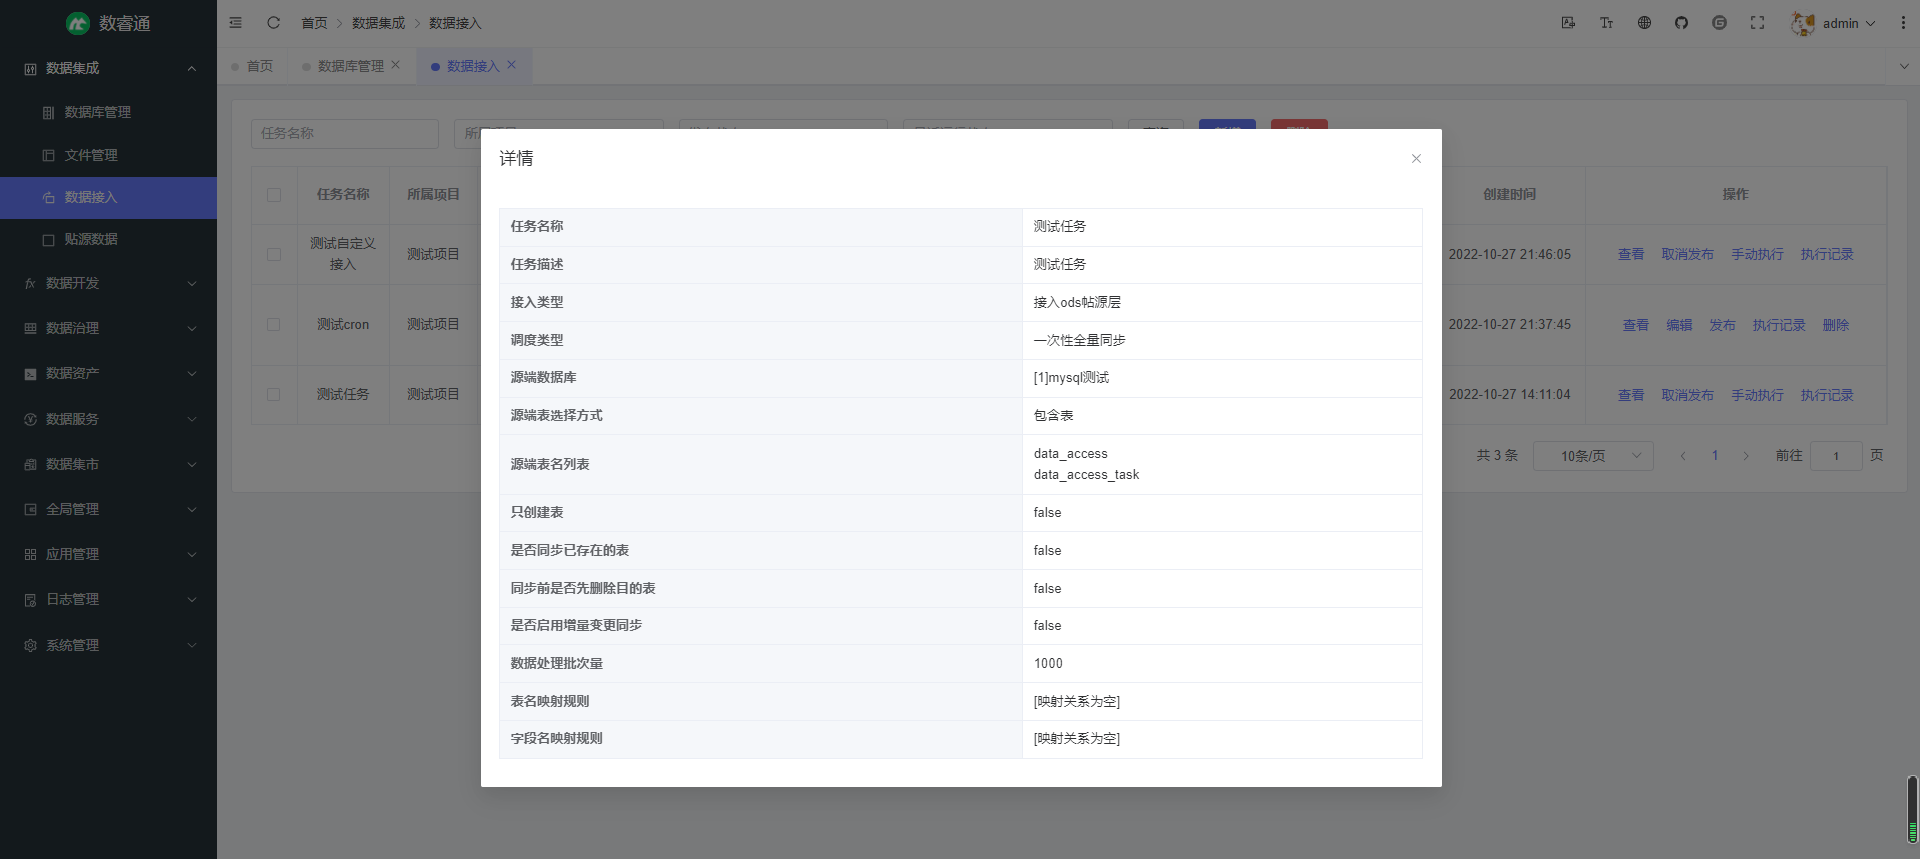 数睿通
首页 数据集成 数据接入
admin
数据集成
数据库管理
文件管理
数据接入
贴源数据
数据开发
数据治理
数据资产
数据服务
数据集市
全局管理
应用管理
日志管理
系统管理
首页 数据库管理 数据接入
任务名称
任务名称 所属项目 创建时间 操作
测试自定义
接入
测试项目 2022-10-27 21:46:05 查看 取消发布 手动执行 执行记录
测试cron 测试项目 2022-10-27 21:37:45 查看 编辑 发布 执行记录 删除
测试任务 测试项目 2022-10-27 14:11:04 查看 取消发布 手动执行 执行记录
共 3 条 10条/页 1 前往 1 页
详情
任务名称 测试任务
任务描述 测试任务
接入类型 接入ods帖源层
调度类型 一次性全量同步
源端数据库 [1]mysql测试
源端表选择方式 包含表
源端表名列表 data_access
data_access_task
只创建表 false
是否同步已存在的表 false
同步前是否先删除目的表 false
是否启用增量变更同步 false
数据处理批次量 1000
表名映射规则 [映射关系为空]
字段名映射规则 [映射关系为空]